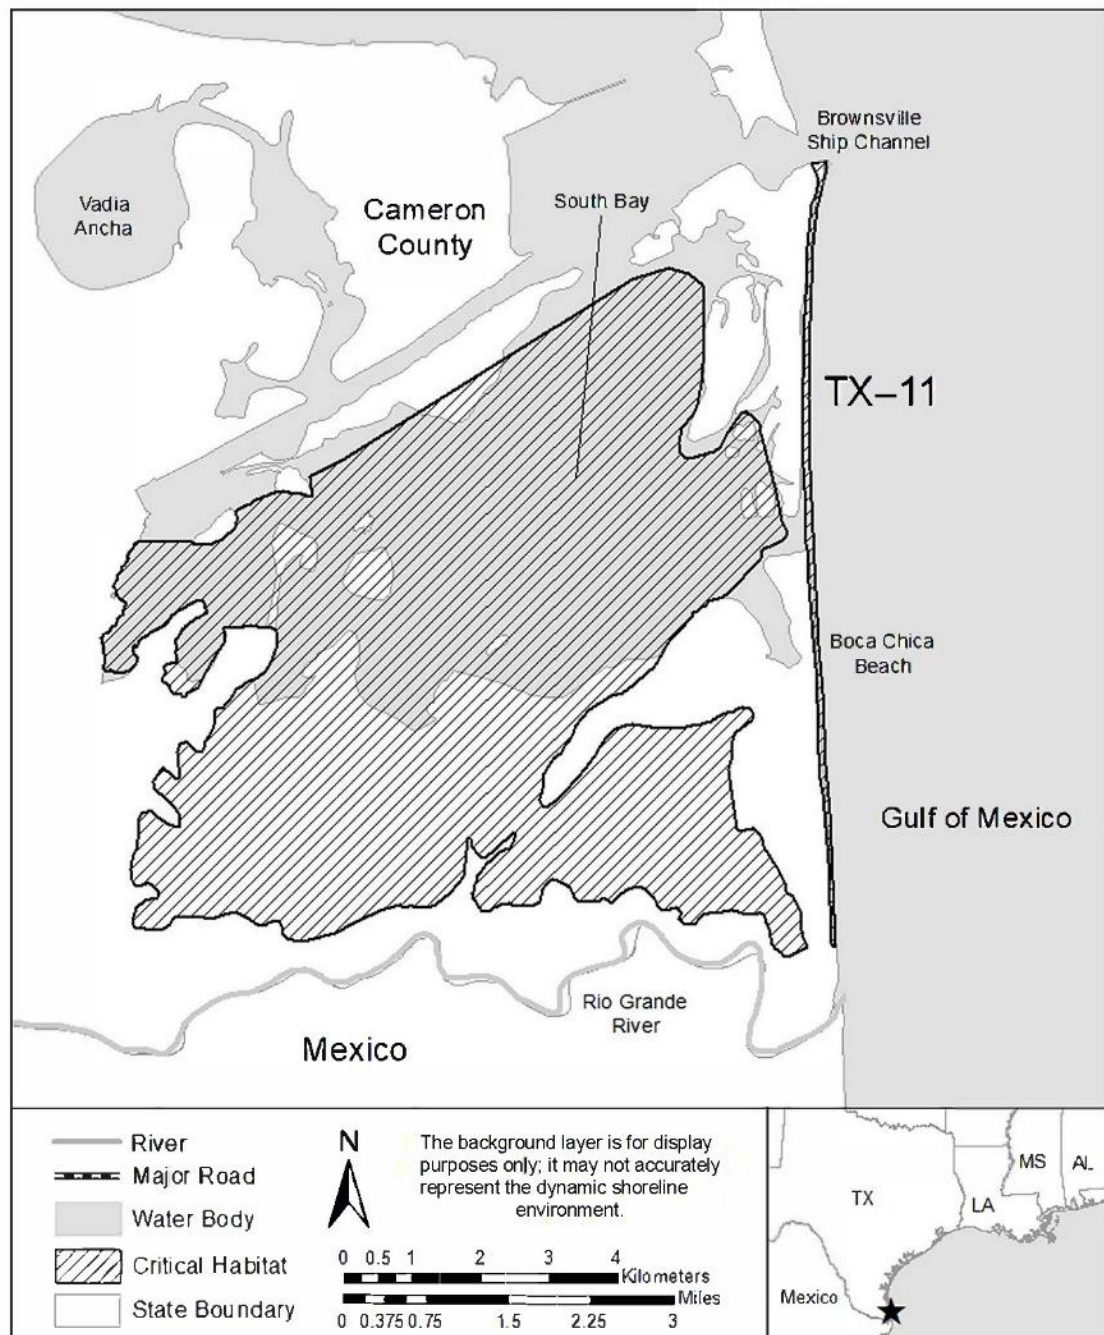 Brownsville
Ship Channel
Vadia
Ancha
Cameron
County
South Bay
TX–11
Boca Chica
Beach
Gulf of Mexico
Rio Grande
River
Mexico
River
Major Road
Water Body
Critical Habitat
State Boundary
N
The background layer is for display
purposes only; it may not accurately
represent the dynamic shoreline
environment.
0 0.5 1 2 3 4
Kilometers
Miles
0 0.375 0.75 1.5 2.25 3
MS
AL
TX
LA
Mexico